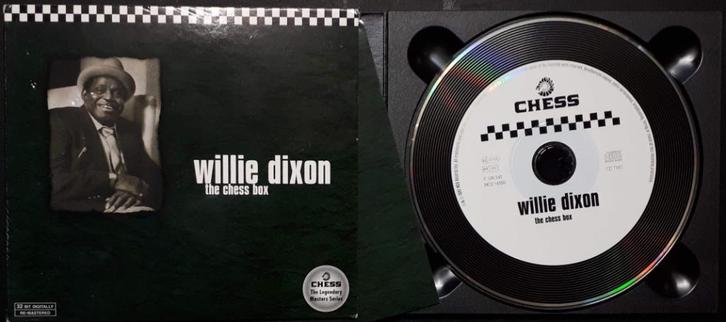 willie dixon
the chess box
CHESS
The Legendary
Masters Series
32 BIT DIGITALLY
RE-MASTERED
CHESS
willie dixon
the chess box